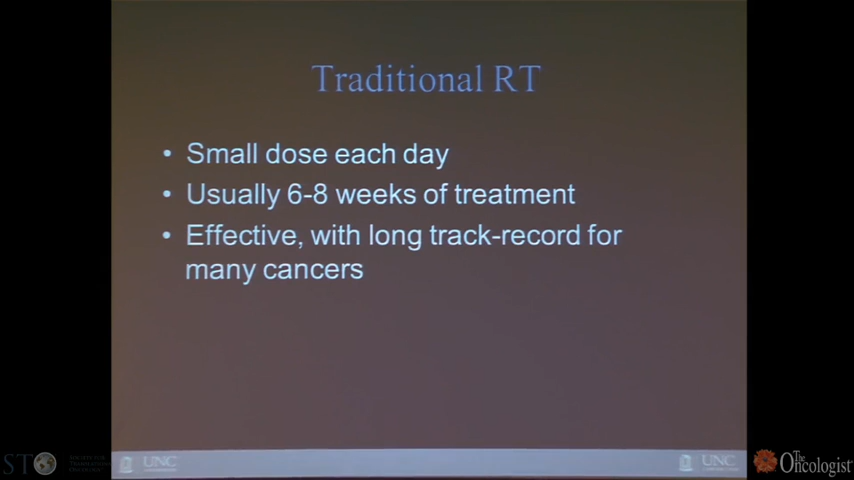 Traditional RT
• Small dose each day
• Usually 6-8 weeks of treatment
• Effective, with long track-record for
many cancers
UNC
UNC
STO
The
Oncologist